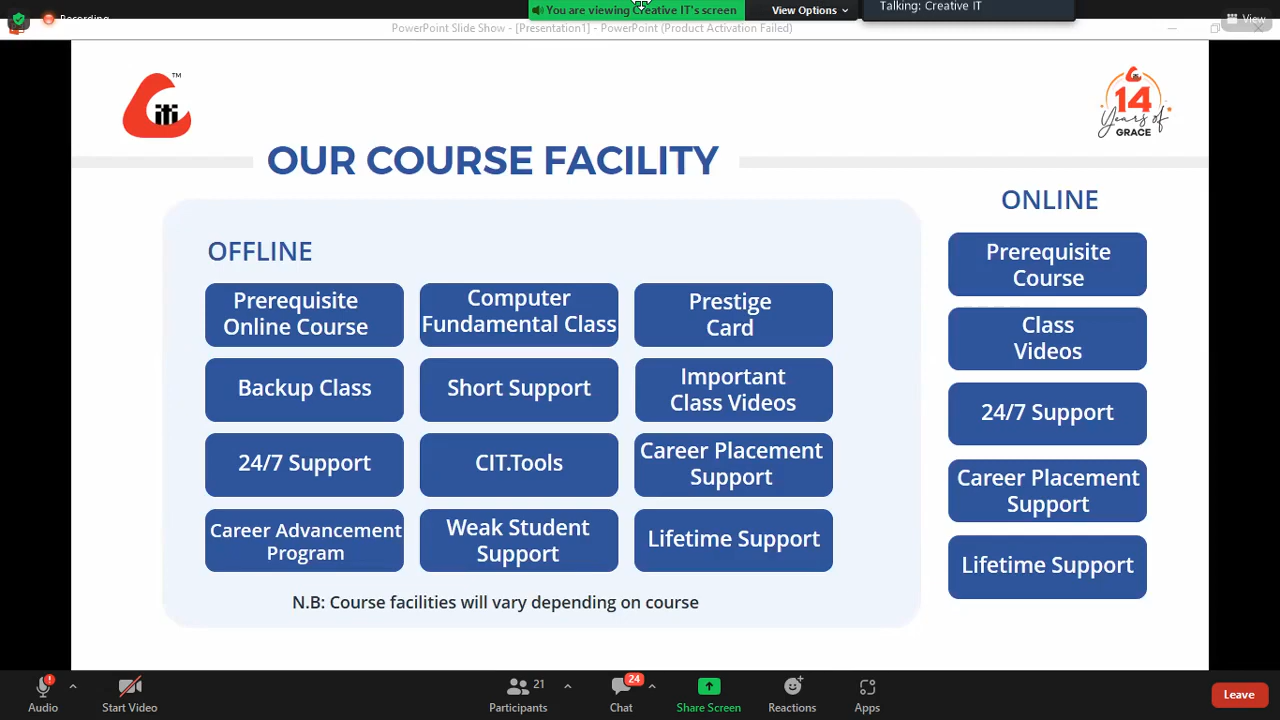 Recording
You are viewing Creative IT's screen
View Options
Talking: Creative IT
View
PowerPoint Slide Show - [Presentation1] - PowerPoint (Product Activation Failed)
iti
TM
14
Years of
GRACE
OUR COURSE FACILITY
OFFLINE
Prerequisite
Online Course
Computer
Fundamental Class
Prestige
Card
Backup Class
Short Support
Important
Class Videos
24/7 Support
CIT.Tools
Career Placement
Support
Career Advancement
Program
Weak Student
Support
Lifetime Support
N.B: Course facilities will vary depending on course
ONLINE
Prerequisite
Course
Class
Videos
24/7 Support
Career Placement
Support
Lifetime Support
Audio
Start Video
21
Participants
24
Chat
Share Screen
Reactions
Apps
Leave